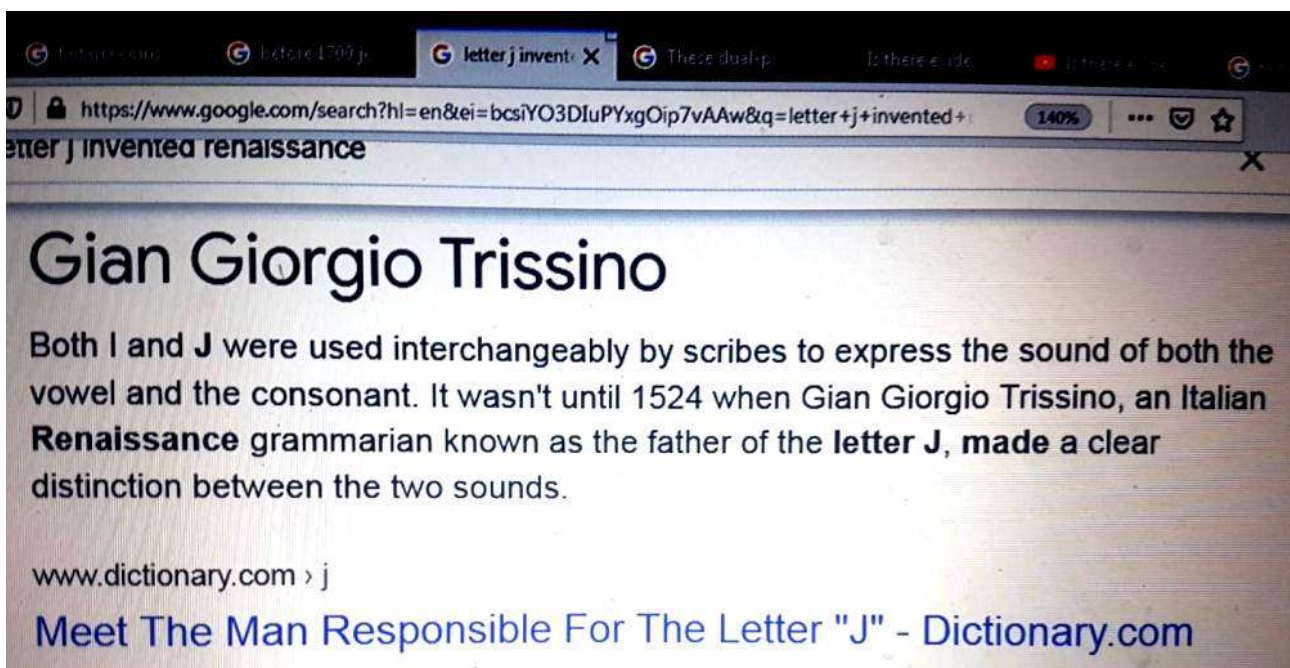 before 1700 j
letter j invent
These dual-p
https://www.google.com/search?hl=en&ei=bcsiYO3DIuPYxgOip7vAAw&q=letter+j+invented+
140%
letter j invented renaissance
Gian Giorgio Trissino
Both I and J were used interchangeably by scribes to express the sound of both the
vowel and the consonant. It wasn't until 1524 when Gian Giorgio Trissino, an Italian
Renaissance grammarian known as the father of the letter J, made a clear
distinction between the two sounds.
www.dictionary.com › j
Meet The Man Responsible For The Letter "J" - Dictionary.com